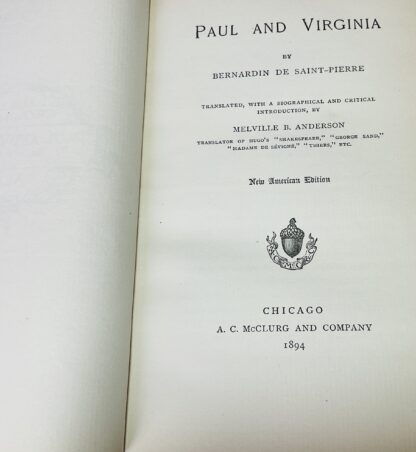 PAUL AND VIRGINIA
BY
BERNARDIN DE SAINT-PIERRE
TRANSLATED, WITH A BIOGRAPHICAL AND CRITICAL
INTRODUCTION, BY
MELVILLE B. ANDERSON
TRANSLATOR OF HUGO'S "SHAKESPEARE," "GEORGE SAND,"
"MADAME DE SÉVIGNÉ," "THIERS," ETC.
New American Edition
CHICAGO
A. C. McCLURG AND COMPANY
1894